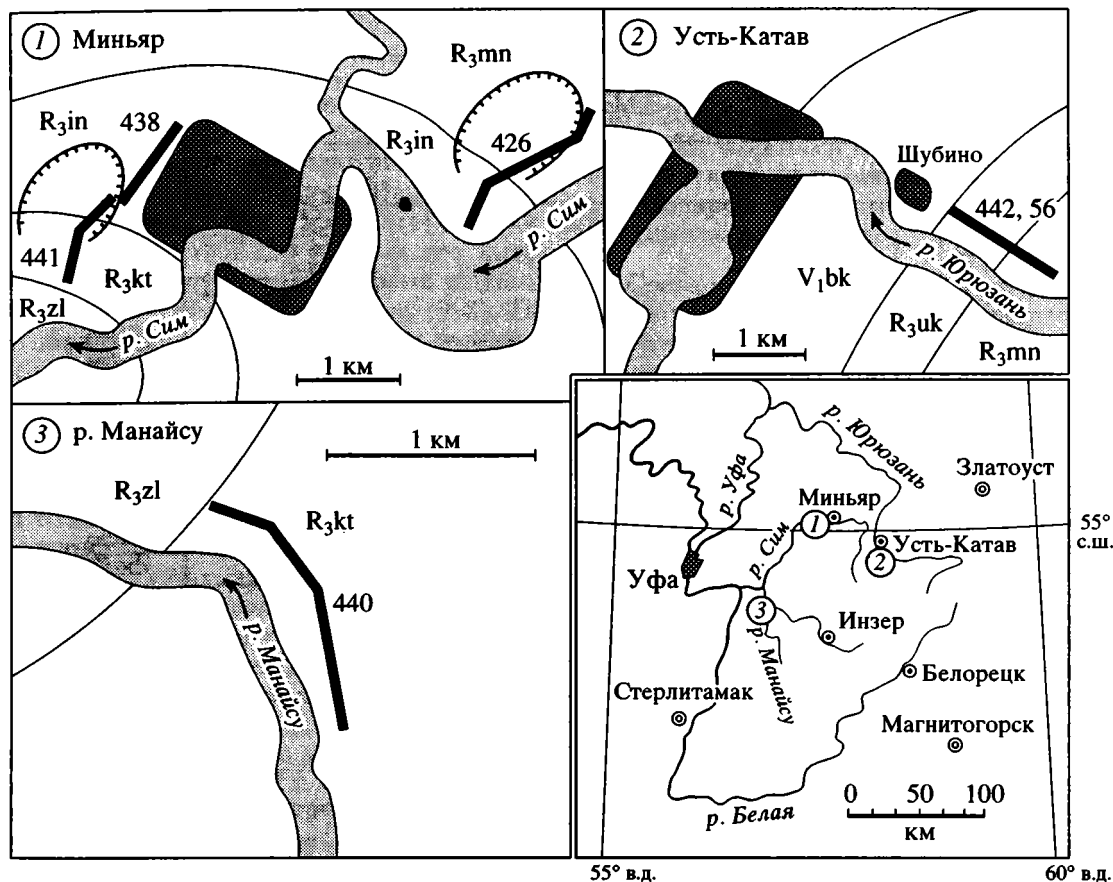 1 Миньяр
R₃mn
R₃in
438
R₃in
426
441
R₃kt
R₃zl
р. Сим
р. Сим
1 км
2 Усть-Катав
Шубино
442, 56
р. Юрюзань
V₁bk
R₃uk
R₃mn
1 км
3 р. Манайсу
1 км
R₃zl
R₃kt
440
р. Манайсу
р. Юрюзань
р. Уфа
Златоуст
Миньяр
1
55°
с.ш.
р. Сим
Усть-Катав
2
Уфа
3
Инзер
р. Манайсу
Белорецк
Стерлитамак
Магнитогорск
0 50 100
км
р. Белая
55° в.д.
60° в.д.